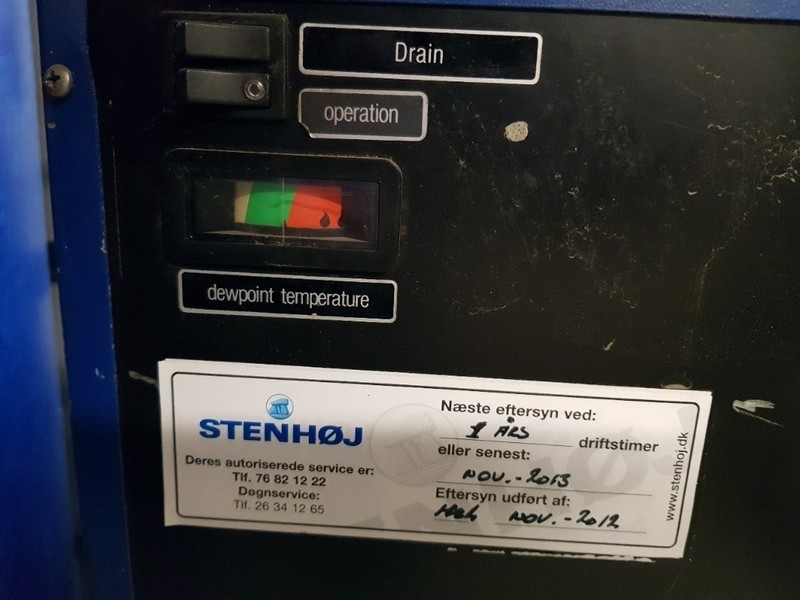 Drain
operation
dewpoint temperature
STENHØJ
Deres autoriserede service er:
Tlf. 76 82 12 22
Døgnservice:
Tlf. 26 34 12 65
Næste eftersyn ved:
1 ÅRS driftstimer
eller senest:
NOV.-2013
Eftersyn udført af:
NOV.-2012
www.stenhoj.dk